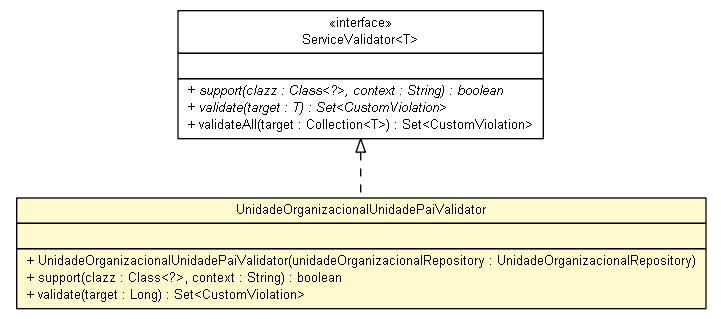 «interface»
ServiceValidator<T>
+ support(clazz : Class<?>, context : String) : boolean
+ validate(target : T) : Set<CustomViolation>
+ validateAll(target : Collection<T>) : Set<CustomViolation>
UnidadeOrganizacionalUnidadePaiValidator
+ UnidadeOrganizacionalUnidadePaiValidator(unidadeOrganizacionalRepository : UnidadeOrganizacionalRepository)
+ support(clazz : Class<?>, context : String) : boolean
+ validate(target : Long) : Set<CustomViolation>